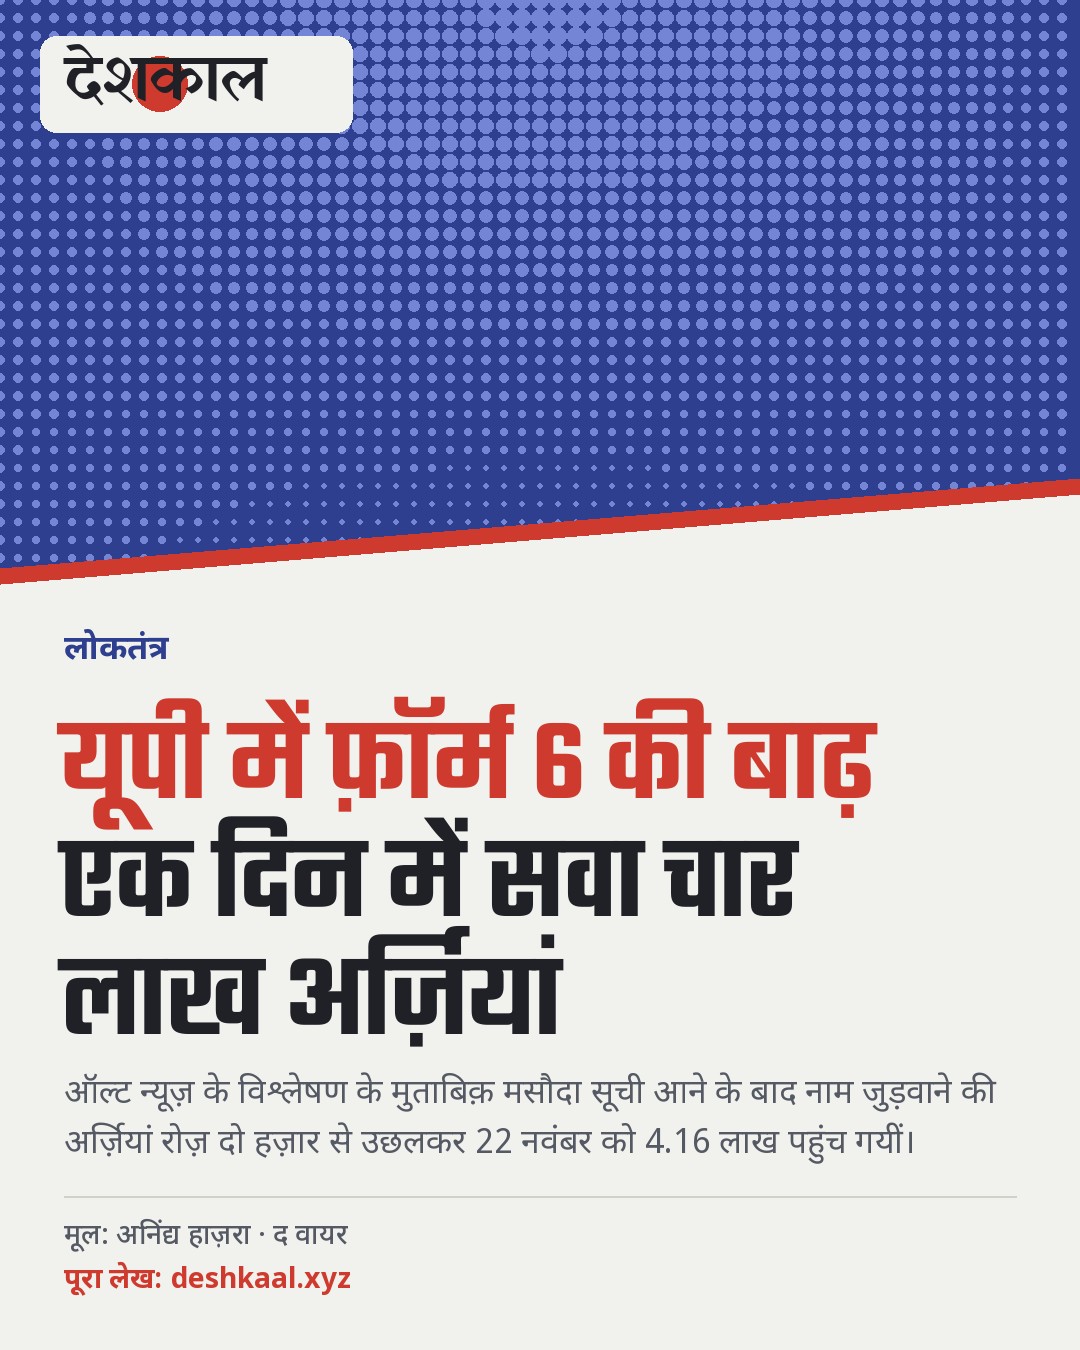 देशकाल
लोकतंत्र
यूपी में फ़ॉर्म 6 की बाढ़
एक दिन में सवा चार
लाख अर्ज़ियां
ऑल्ट न्यूज़ के विश्लेषण के मुताबिक़ मसौदा सूची आने के बाद नाम जुड़वाने की
अर्ज़ियां रोज़ दो हज़ार से उछलकर 22 नवंबर को 4.16 लाख पहुंच गयीं।
मूल: अनिंद्य हाज़रा · द वायर
पूरा लेख: deshkaal.xyz